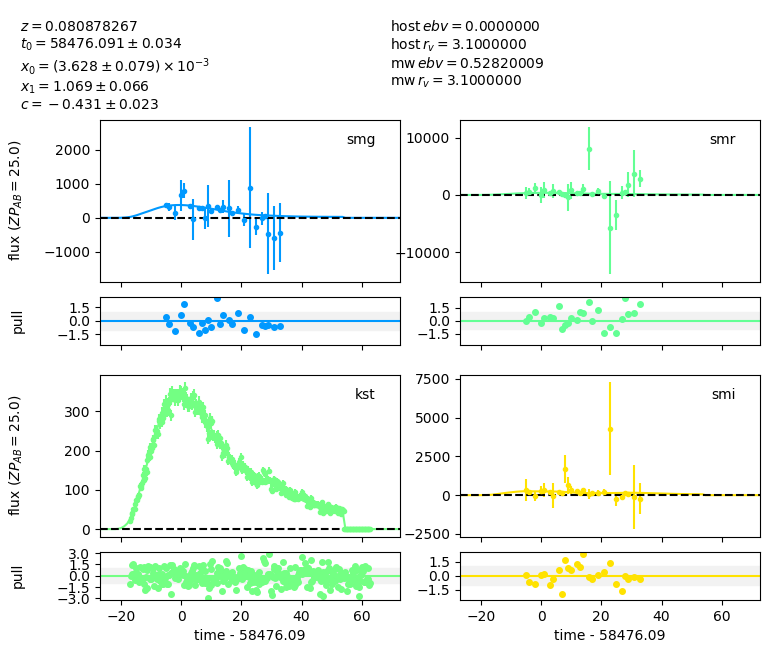 z = 0.080878267
t₀ = 58476.091 ± 0.034
x₀ = (3.628 ± 0.079) × 10⁻³
x₁ = 1.069 ± 0.066
c = −0.431 ± 0.023
host ebv = 0.0000000
host r_v = 3.1000000
mw ebv = 0.52820009
mw r_v = 3.1000000
flux (ZP_AB = 25.0)
2000
1000
0
−1000
smg
10000
0
−10000
smr
pull
1.5
0.0
−1.5
1.5
0.0
−1.5
flux (ZP_AB = 25.0)
300
200
100
0
kst
7500
5000
2500
0
−2500
smi
pull
3.0
1.5
0.0
−1.5
−3.0
1.5
0.0
−1.5
−20 0 20 40 60
−20 0 20 40 60
time - 58476.09
time - 58476.09